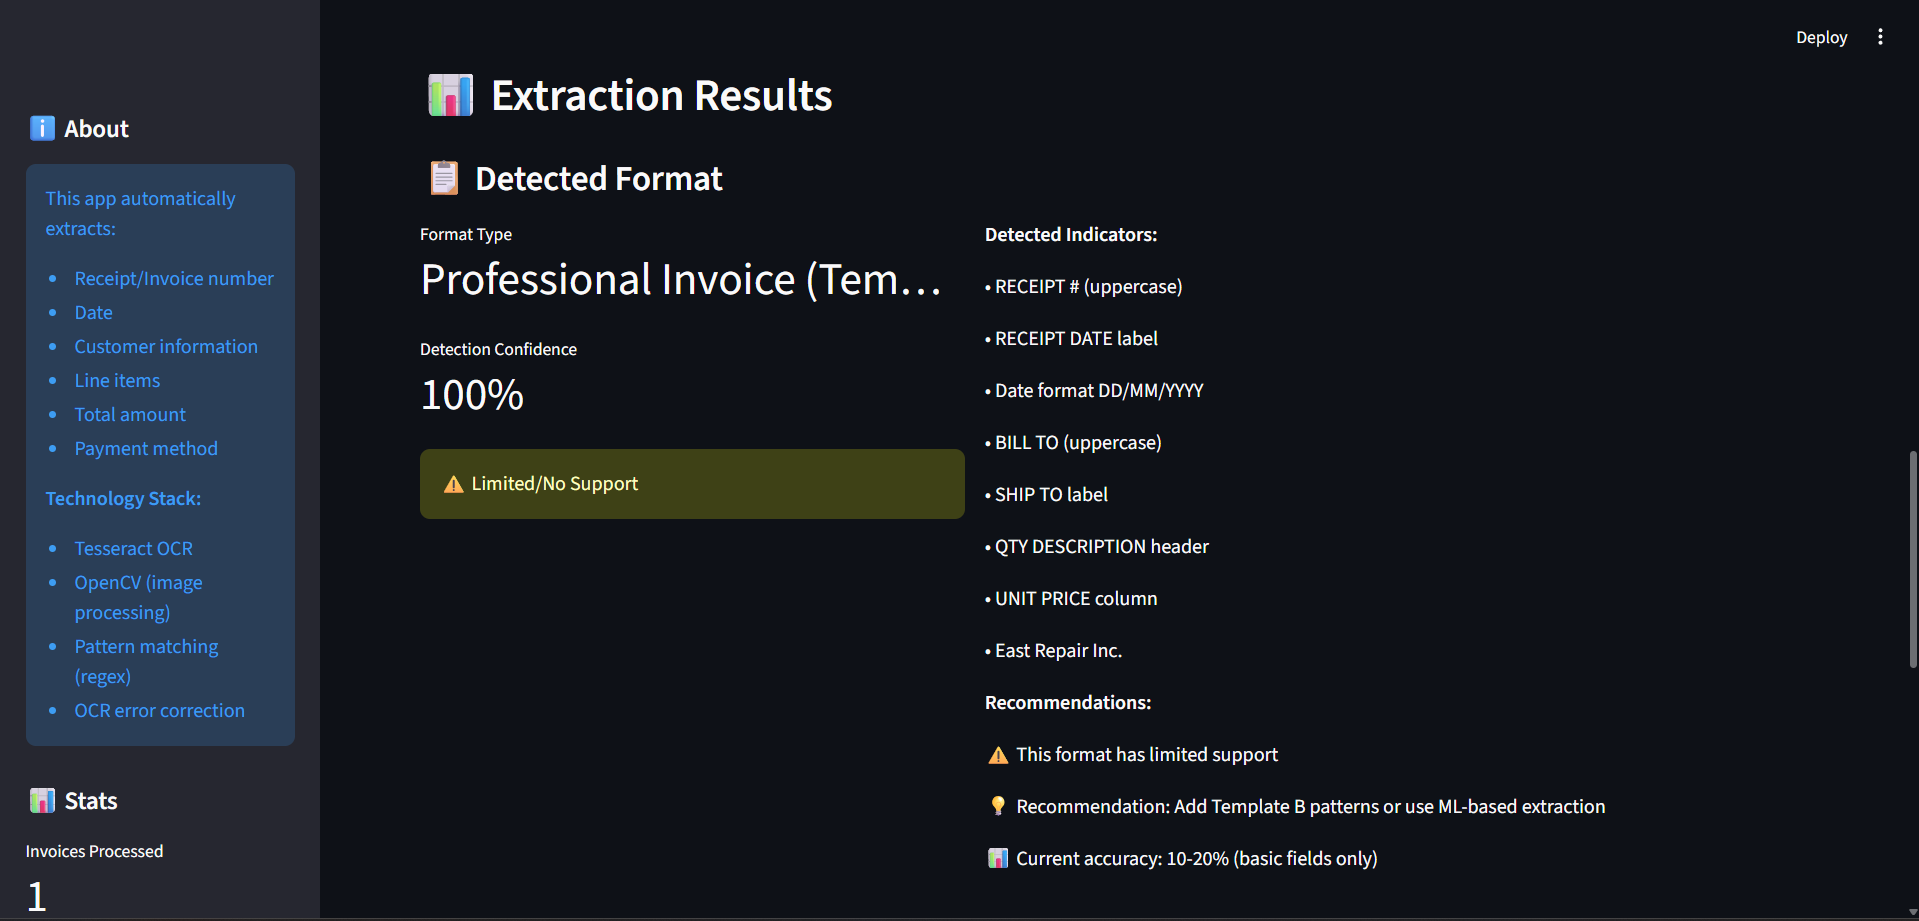 Deploy
About
This app automatically
extracts:
• Receipt/Invoice number
• Date
• Customer information
• Line items
• Total amount
• Payment method
Technology Stack:
• Tesseract OCR
• OpenCV (image
processing)
• Pattern matching
(regex)
• OCR error correction
Stats
Invoices Processed
1
Extraction Results
Detected Format
Format Type
Professional Invoice (Tem...
Detection Confidence
100%
Limited/No Support
Detected Indicators:
• RECEIPT # (uppercase)
• RECEIPT DATE label
• Date format DD/MM/YYYY
• BILL TO (uppercase)
• SHIP TO label
• QTY DESCRIPTION header
• UNIT PRICE column
• East Repair Inc.
Recommendations:
This format has limited support
Recommendation: Add Template B patterns or use ML-based extraction
Current accuracy: 10-20% (basic fields only)